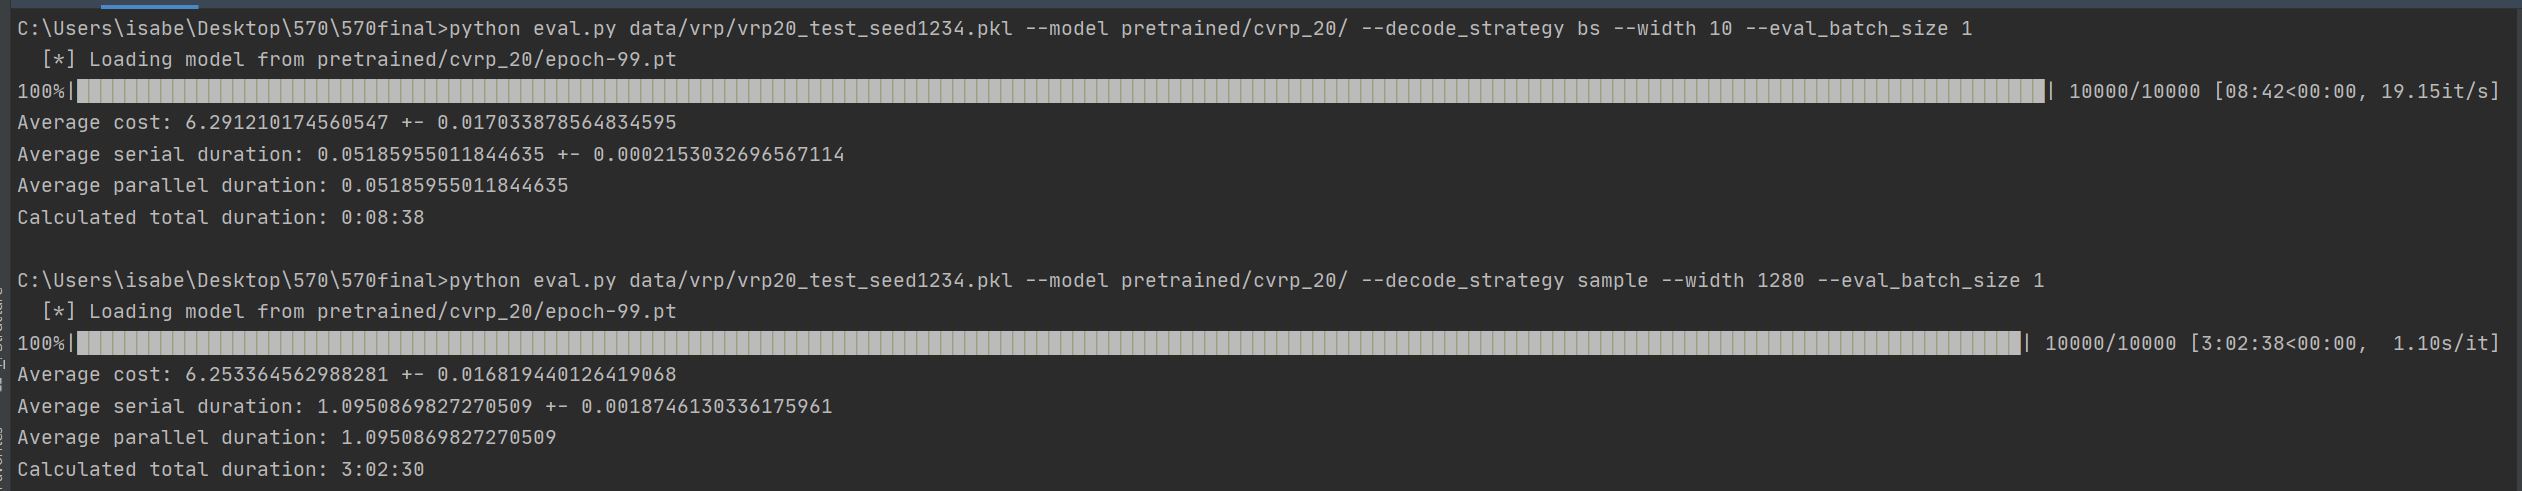 C:\Users\isabe\Desktop\570\570final>python eval.py data/vrp/vrp20_test_seed1234.pkl --model pretrained/cvrp_20/ --decode_strategy bs --width 10 --eval_batch_size 1
[*] Loading model from pretrained/cvrp_20/epoch-99.pt
100%| | 10000/10000 [08:42<00:00, 19.15it/s]
Average cost: 6.291210174560547 +- 0.017033878564834595
Average serial duration: 0.05185955011844635 +- 0.0002153032696567114
Average parallel duration: 0.05185955011844635
Calculated total duration: 0:08:38
C:\Users\isabe\Desktop\570\570final>python eval.py data/vrp/vrp20_test_seed1234.pkl --model pretrained/cvrp_20/ --decode_strategy sample --width 1280 --eval_batch_size 1
[*] Loading model from pretrained/cvrp_20/epoch-99.pt
100%| | 10000/10000 [3:02:38<00:00,  1.10s/it]
Average cost: 6.253364562988281 +- 0.016819440126419068
Average serial duration: 1.0950869827270509 +- 0.0018746130336175961
Average parallel duration: 1.0950869827270509
Calculated total duration: 3:02:30